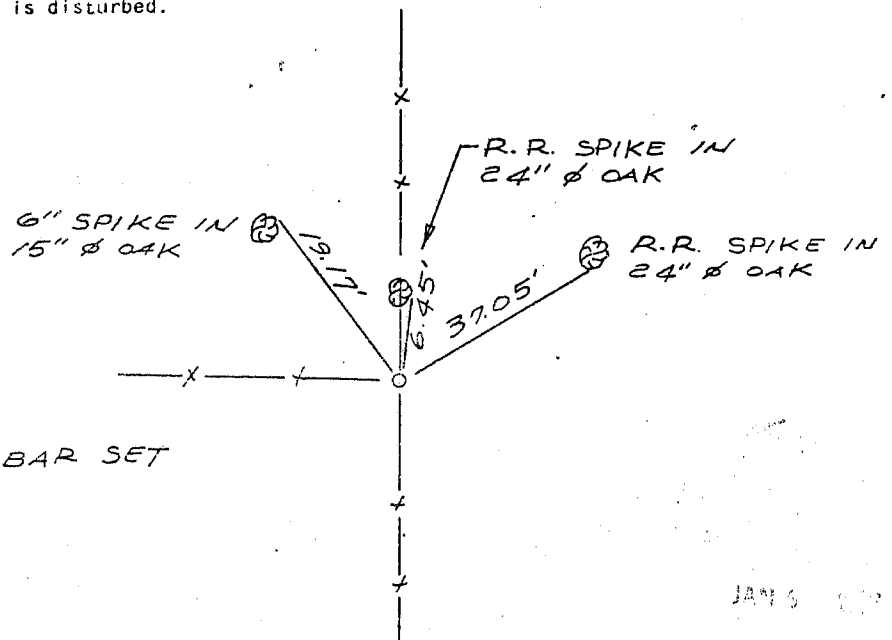 is disturbed.
R.R. SPIKE IN
24" ø OAK
6" SPIKE IN
15" ø OAK
19.17'
6.45'
37.05'
R.R. SPIKE IN
24" ø OAK
BAR SET
JAN